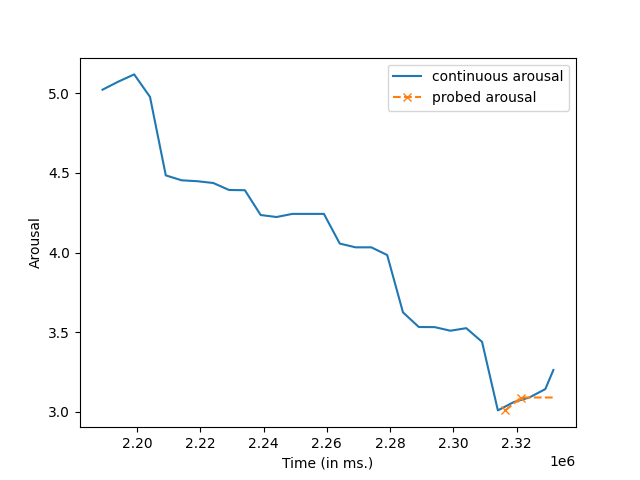 continuous arousal
probed arousal
5.0
4.5
4.0
3.5
3.0
Arousal
2.20 2.22 2.24 2.26 2.28 2.30 2.32
1e6
Time (in ms.)